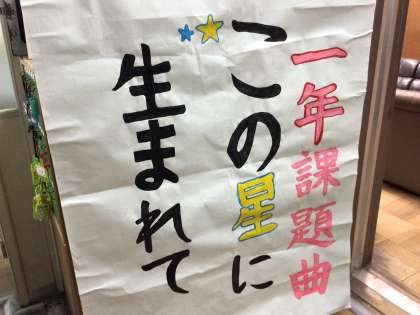 一年課題曲
この星に
生まれて